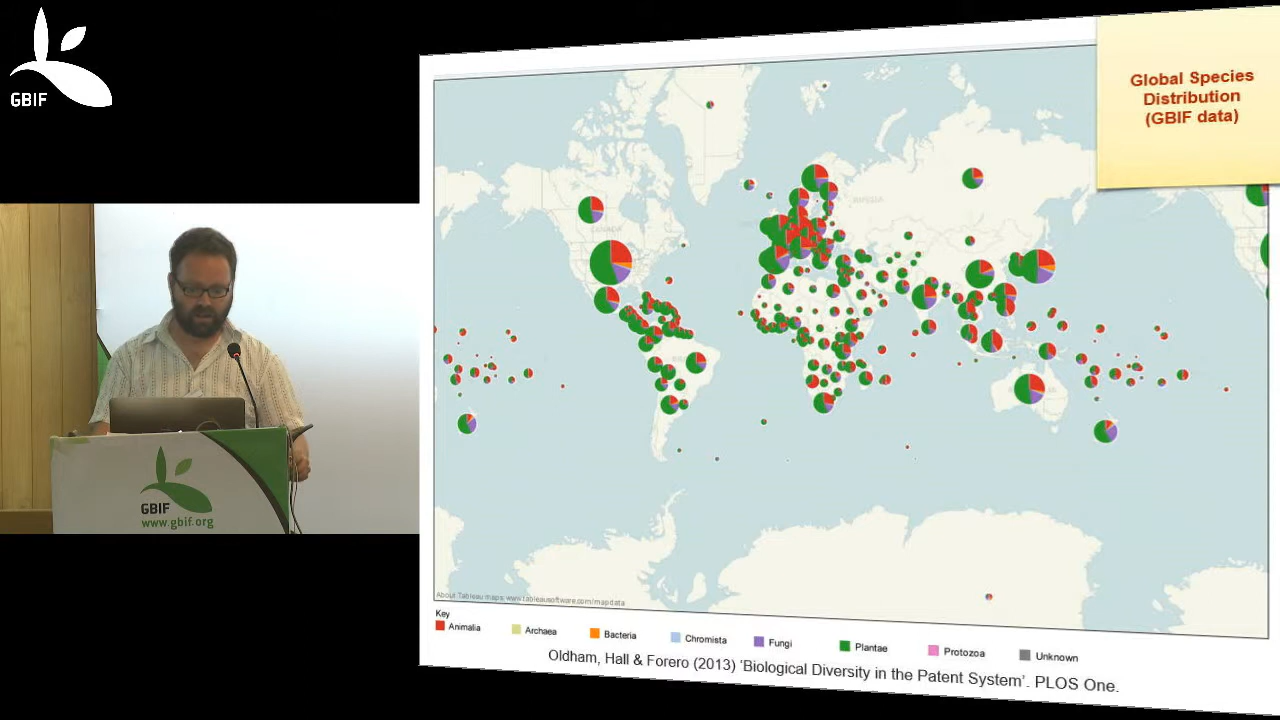 GBIF
Global Species
Distribution
(GBIF data)
CANADA
GBIF
www.gbif.org
About Tableau maps: www.tableausoftware.com/mapdata
Key
Animalia
Archaea
Bacteria
Chromista
Fungi
Plantae
Protozoa
Unknown
Oldham, Hall & Forero (2013) 'Biological Diversity in the Patent System'. PLOS One.